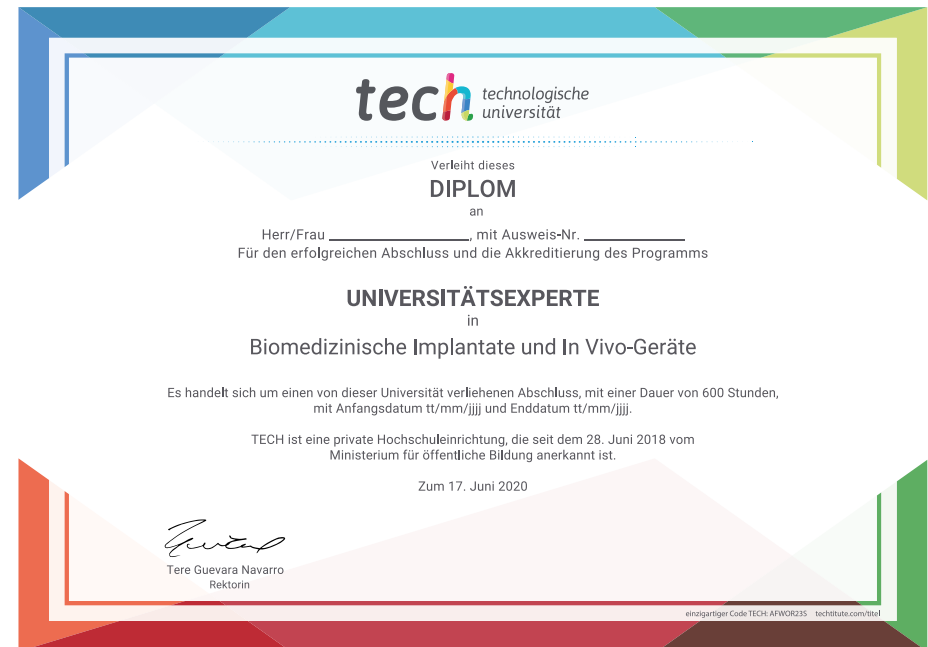 tech technologische
universität
Verleiht dieses
DIPLOM
an
Herr/Frau ____________________, mit Ausweis-Nr. ______________
Für den erfolgreichen Abschluss und die Akkreditierung des Programms
UNIVERSITÄTSEXPERTE
in
Biomedizinische Implantate und In Vivo-Geräte
Es handelt sich um einen von dieser Universität verliehenen Abschluss, mit einer Dauer von 600 Stunden,
mit Anfangsdatum tt/mm/jjjj und Enddatum tt/mm/jjjj.
TECH ist eine private Hochschuleinrichtung, die seit dem 28. Juni 2018 vom
Ministerium für öffentliche Bildung anerkannt ist.
Zum 17. Juni 2020
Tere Guevara Navarro
Rektorin
einzigartiger Code TECH: AFWOR23S techtitute.com/titel